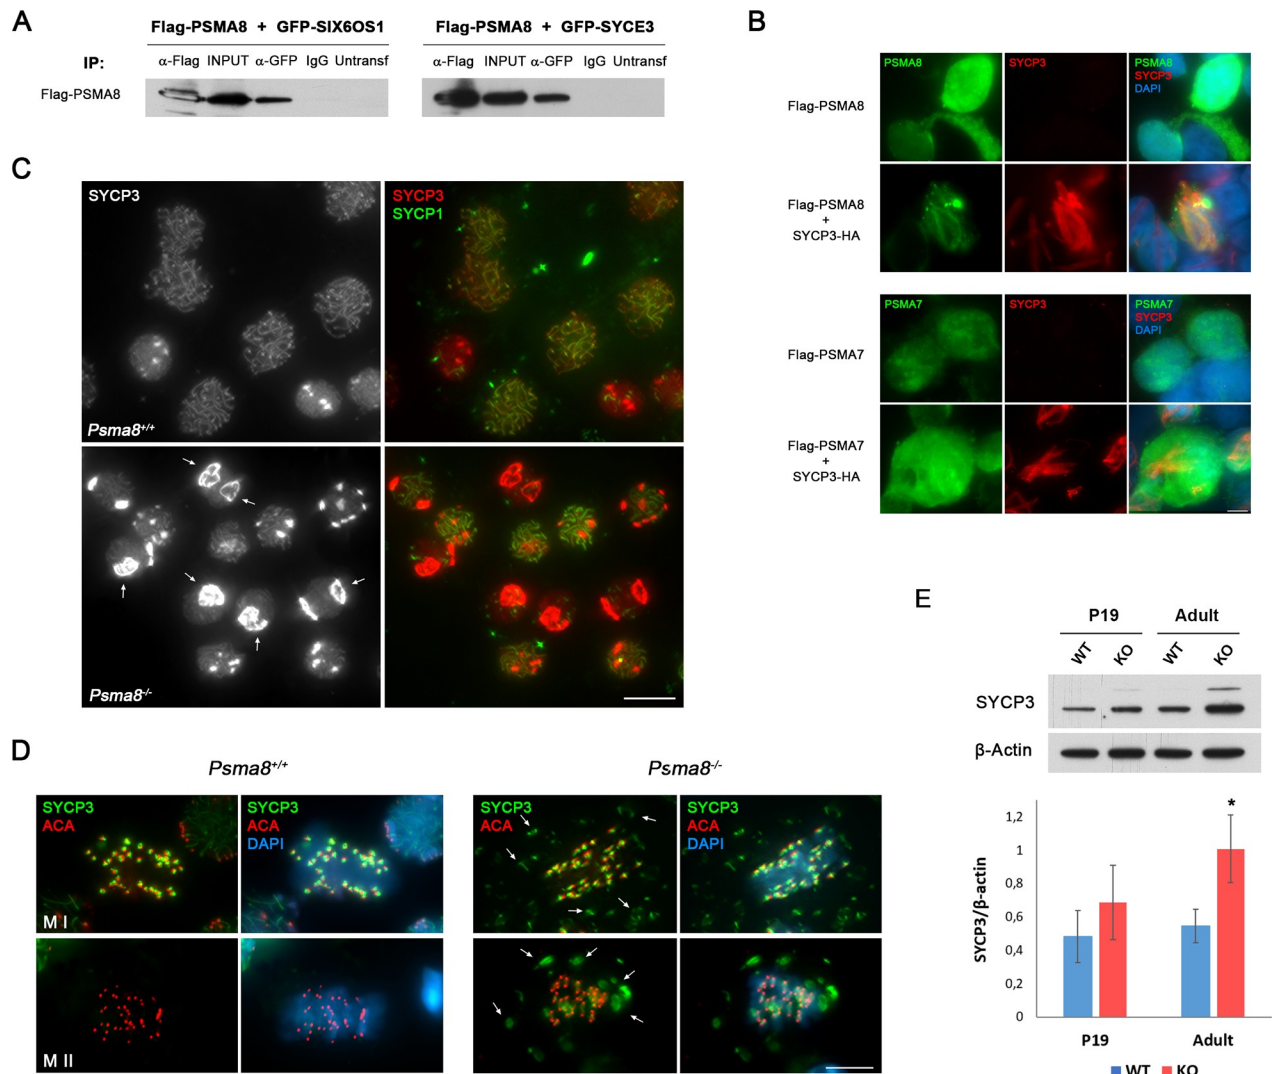 A
Flag-PSMA8 + GFP-SIX6OS1
Flag-PSMA8 + GFP-SYCE3
IP:
α-Flag INPUT α-GFP IgG Untransf
α-Flag INPUT α-GFP IgG Untransf
Flag-PSMA8
B
PSMA8
SYCP3
PSMA8
SYCP3
DAPI
Flag-PSMA8
Flag-PSMA8
+
SYCP3-HA
PSMA7
SYCP3
PSMA7
SYCP3
DAPI
Flag-PSMA7
Flag-PSMA7
+
SYCP3-HA
C
SYCP3
SYCP3
SYCP1
Psma8+/+
Psma8-/-
D
Psma8+/+
Psma8-/-
SYCP3
ACA
SYCP3
ACA
DAPI
SYCP3
ACA
SYCP3
ACA
DAPI
M I
M II
E
P19 Adult
WT KO WT KO
SYCP3
*
β-Actin
SYCP3/β-actin
1,2
1
0,8
0,6
0,4
0,2
0
*
P19 Adult
WT KO